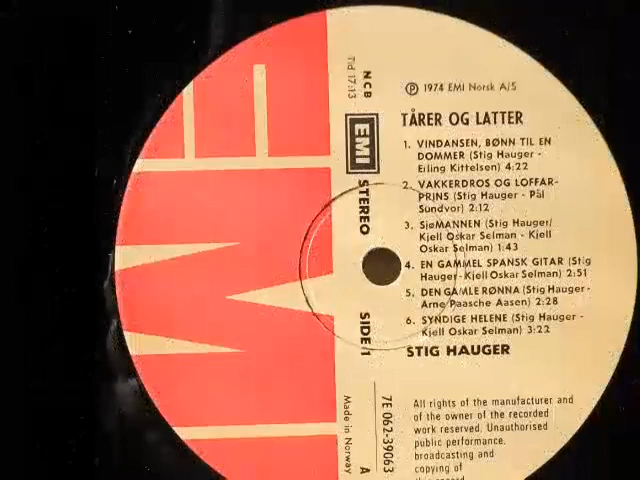 EMI
NCB
Tid 17:13
EMI
STEREO
SIDE 1
7E 062-39063
A
Made in Norway
Ⓟ 1974 EMI Norsk A/S
TÅRER OG LATTER
1. VINDANSEN, BØNN TIL EN
DOMMER (Stig Hauger -
Eiling Kittelsen) 4:22
2. VAKKERDROS OG LOFFAR-
PRINS (Stig Hauger - Pål
Sundvor) 2:12
3. SJØMANNEN (Stig Hauger/
Kjell Oskar Selman - Kjell
Oskar Selman) 1:43
4. EN GAMMEL SPANSK GITAR (Stig
Hauger - Kjell Oskar Selman) 2:51
5. DEN GAMLE RØNNA (Stig Hauger -
Arne Paasche Aasen) 2:28
6. SYNDIGE HELENE (Stig Hauger -
Kjell Oskar Selman) 3:22
STIG HAUGER
All rights of the manufacturer and
of the owner of the recorded
work reserved. Unauthorised
public performance.
broadcasting and
copying of